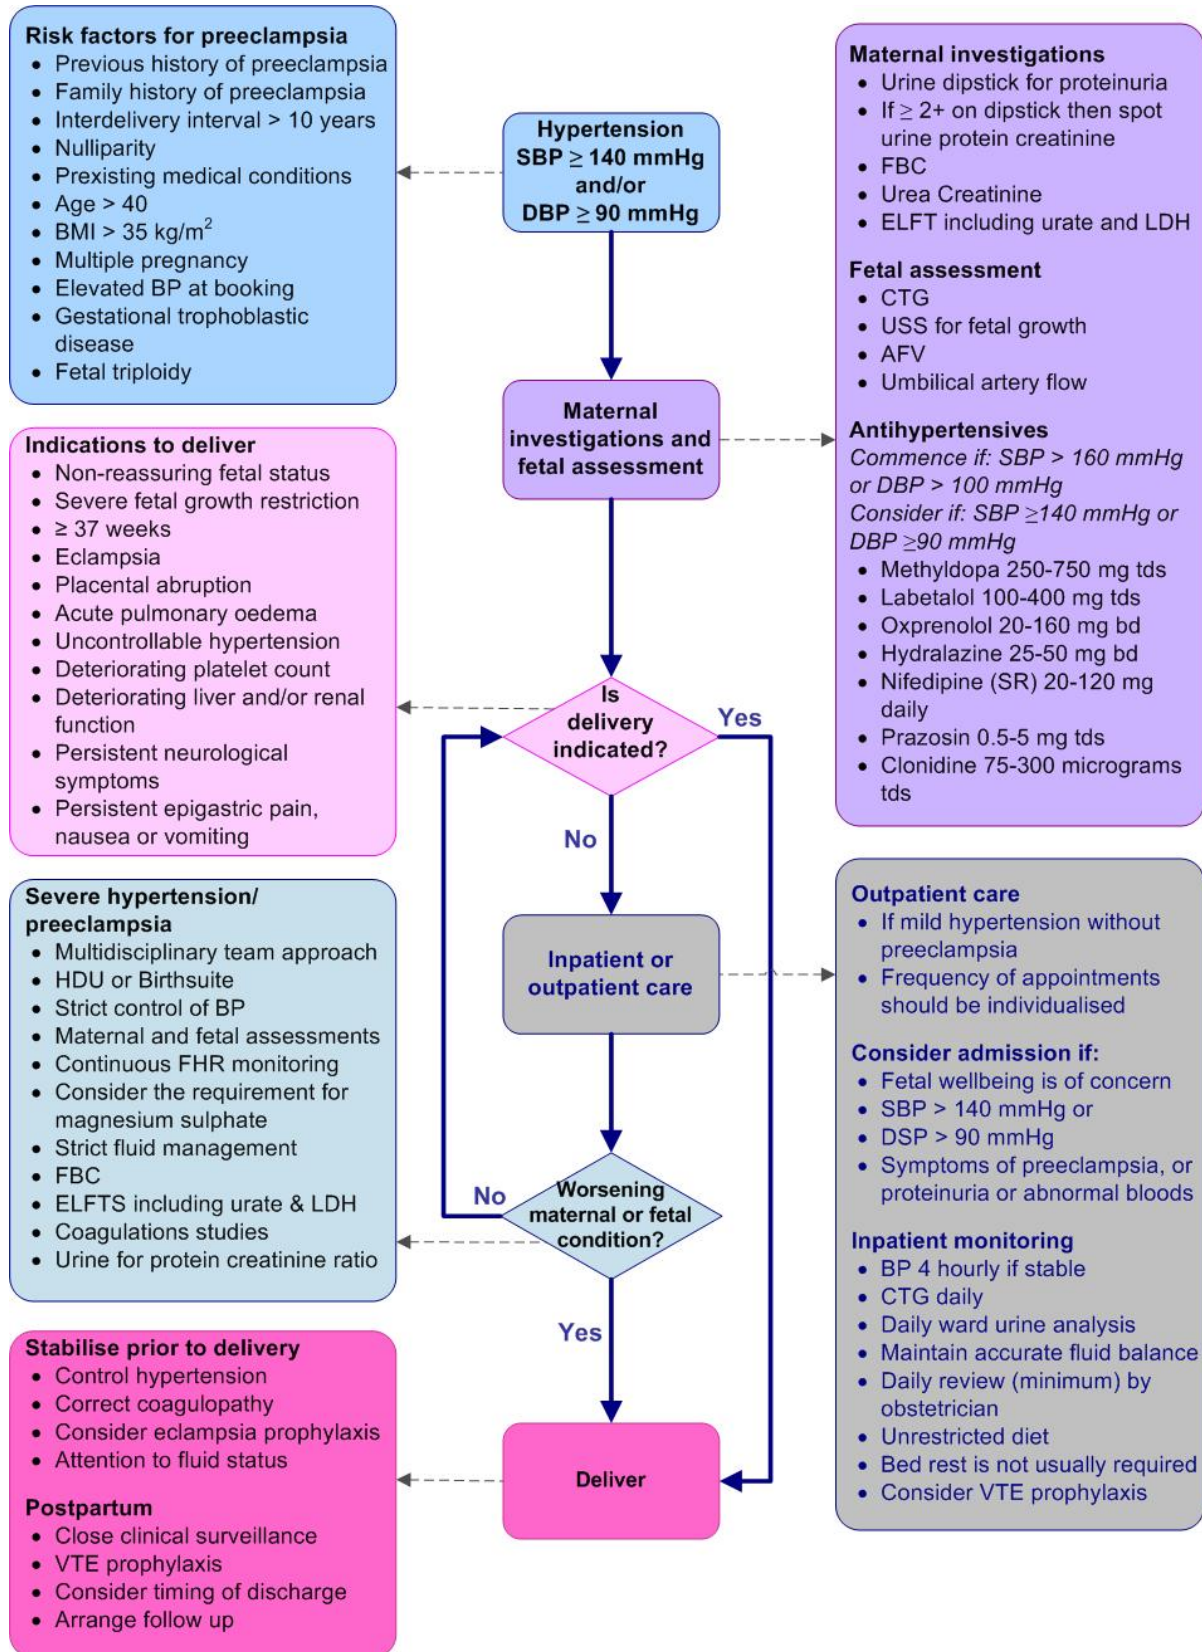 Risk factors for preeclampsia
• Previous history of preeclampsia
• Family history of preeclampsia
• Interdelivery interval > 10 years
• Nulliparity
• Prexisting medical conditions
• Age > 40
• BMI > 35 kg/m²
• Multiple pregnancy
• Elevated BP at booking
• Gestational trophoblastic
disease
• Fetal triploidy
Hypertension
SBP ≥ 140 mmHg
and/or
DBP ≥ 90 mmHg
Maternal investigations
• Urine dipstick for proteinuria
• If ≥ 2+ on dipstick then spot
urine protein creatinine
• FBC
• Urea Creatinine
• ELFT including urate and LDH
Fetal assessment
• CTG
• USS for fetal growth
• AFV
• Umbilical artery flow
Antihypertensives
Commence if: SBP > 160 mmHg
or DBP > 100 mmHg
Consider if: SBP ≥140 mmHg or
DBP ≥90 mmHg
• Methyldopa 250-750 mg tds
• Labetalol 100-400 mg tds
• Oxprenolol 20-160 mg bd
• Hydralazine 25-50 mg bd
• Nifedipine (SR) 20-120 mg
daily
• Prazosin 0.5-5 mg tds
• Clonidine 75-300 micrograms
tds
Maternal
investigations and
fetal assessment
Indications to deliver
• Non-reassuring fetal status
• Severe fetal growth restriction
• ≥ 37 weeks
• Eclampsia
• Placental abruption
• Acute pulmonary oedema
• Uncontrollable hypertension
• Deteriorating platelet count
• Deteriorating liver and/or renal
function
• Persistent neurological
symptoms
• Persistent epigastric pain,
nausea or vomiting
Is
delivery
indicated?
Yes
No
Severe hypertension/
preeclampsia
• Multidisciplinary team approach
• HDU or Birthsuite
• Strict control of BP
• Maternal and fetal assessments
• Continuous FHR monitoring
• Consider the requirement for
magnesium sulphate
• Strict fluid management
• FBC
• ELFTS including urate & LDH
• Coagulations studies
• Urine for protein creatinine ratio
Inpatient or
outpatient care
Outpatient care
• If mild hypertension without
preeclampsia
• Frequency of appointments
should be individualised
Consider admission if:
• Fetal wellbeing is of concern
• SBP > 140 mmHg or
• DSP > 90 mmHg
• Symptoms of preeclampsia, or
proteinuria or abnormal bloods
Inpatient monitoring
• BP 4 hourly if stable
• CTG daily
• Daily ward urine analysis
• Maintain accurate fluid balance
• Daily review (minimum) by
obstetrician
• Unrestricted diet
• Bed rest is not usually required
• Consider VTE prophylaxis
Worsening
maternal or fetal
condition?
No
Yes
Stabilise prior to delivery
• Control hypertension
• Correct coagulopathy
• Consider eclampsia prophylaxis
• Attention to fluid status
Postpartum
• Close clinical surveillance
• VTE prophylaxis
• Consider timing of discharge
• Arrange follow up
Deliver